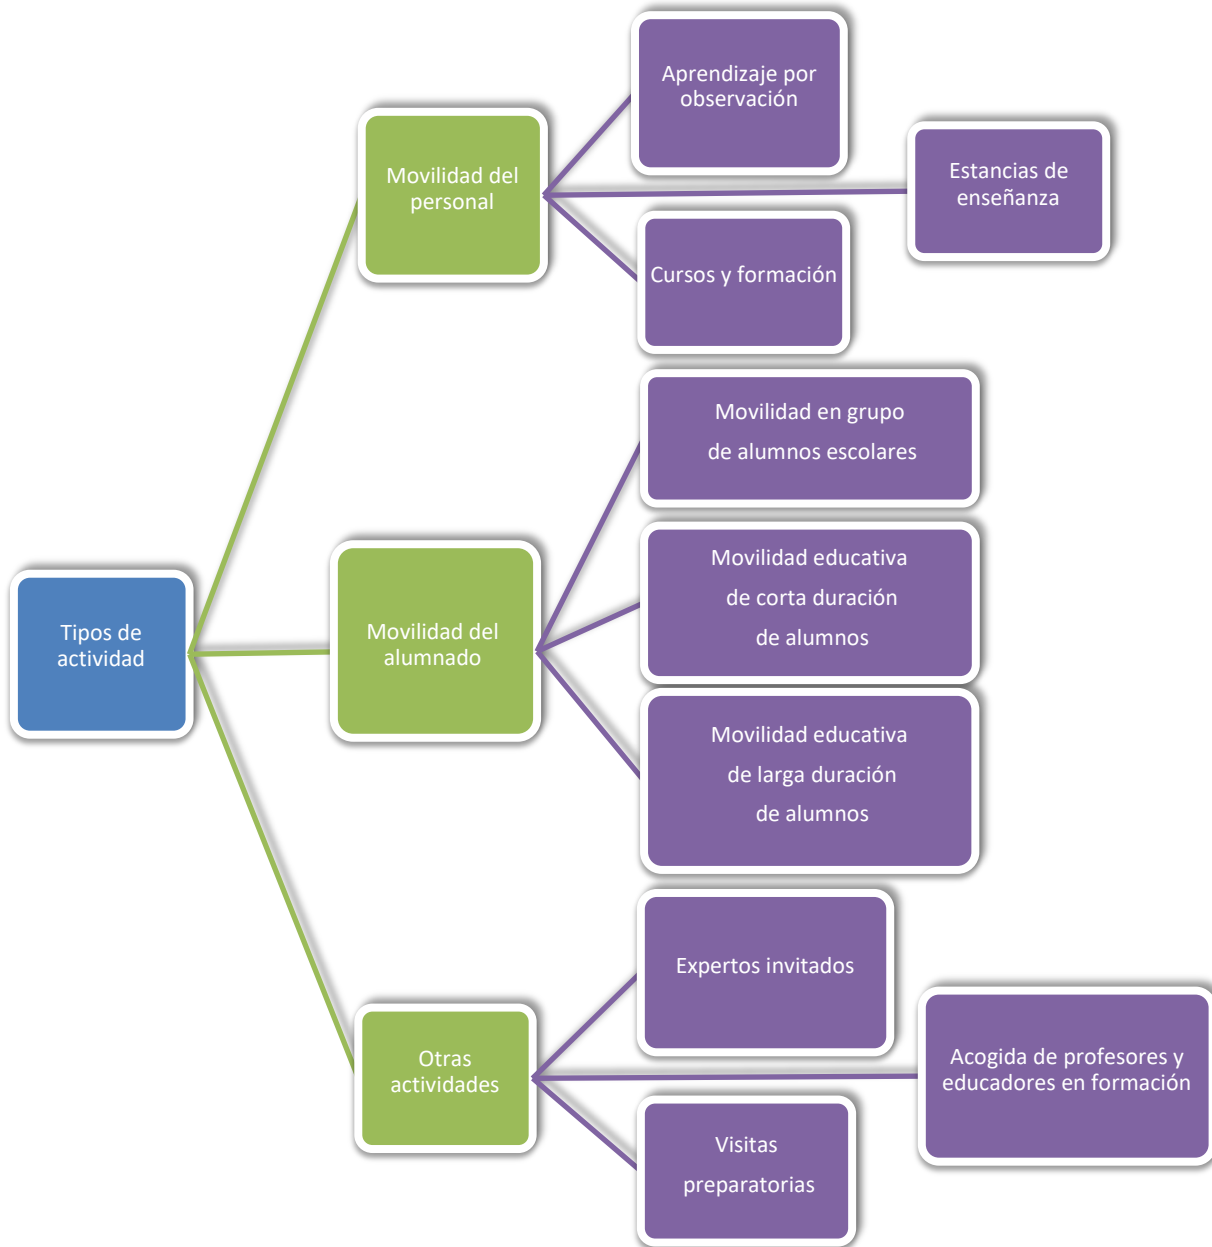 Tipos de
actividad
Movilidad del
personal
Aprendizaje por
observación
Estancias de
enseñanza
Cursos y formación
Movilidad del
alumnado
Movilidad en grupo
de alumnos escolares
Movilidad educativa
de corta duración
de alumnos
Movilidad educativa
de larga duración
de alumnos
Otras
actividades
Expertos invitados
Acogida de profesores y
educadores en formación
Visitas
preparatorias